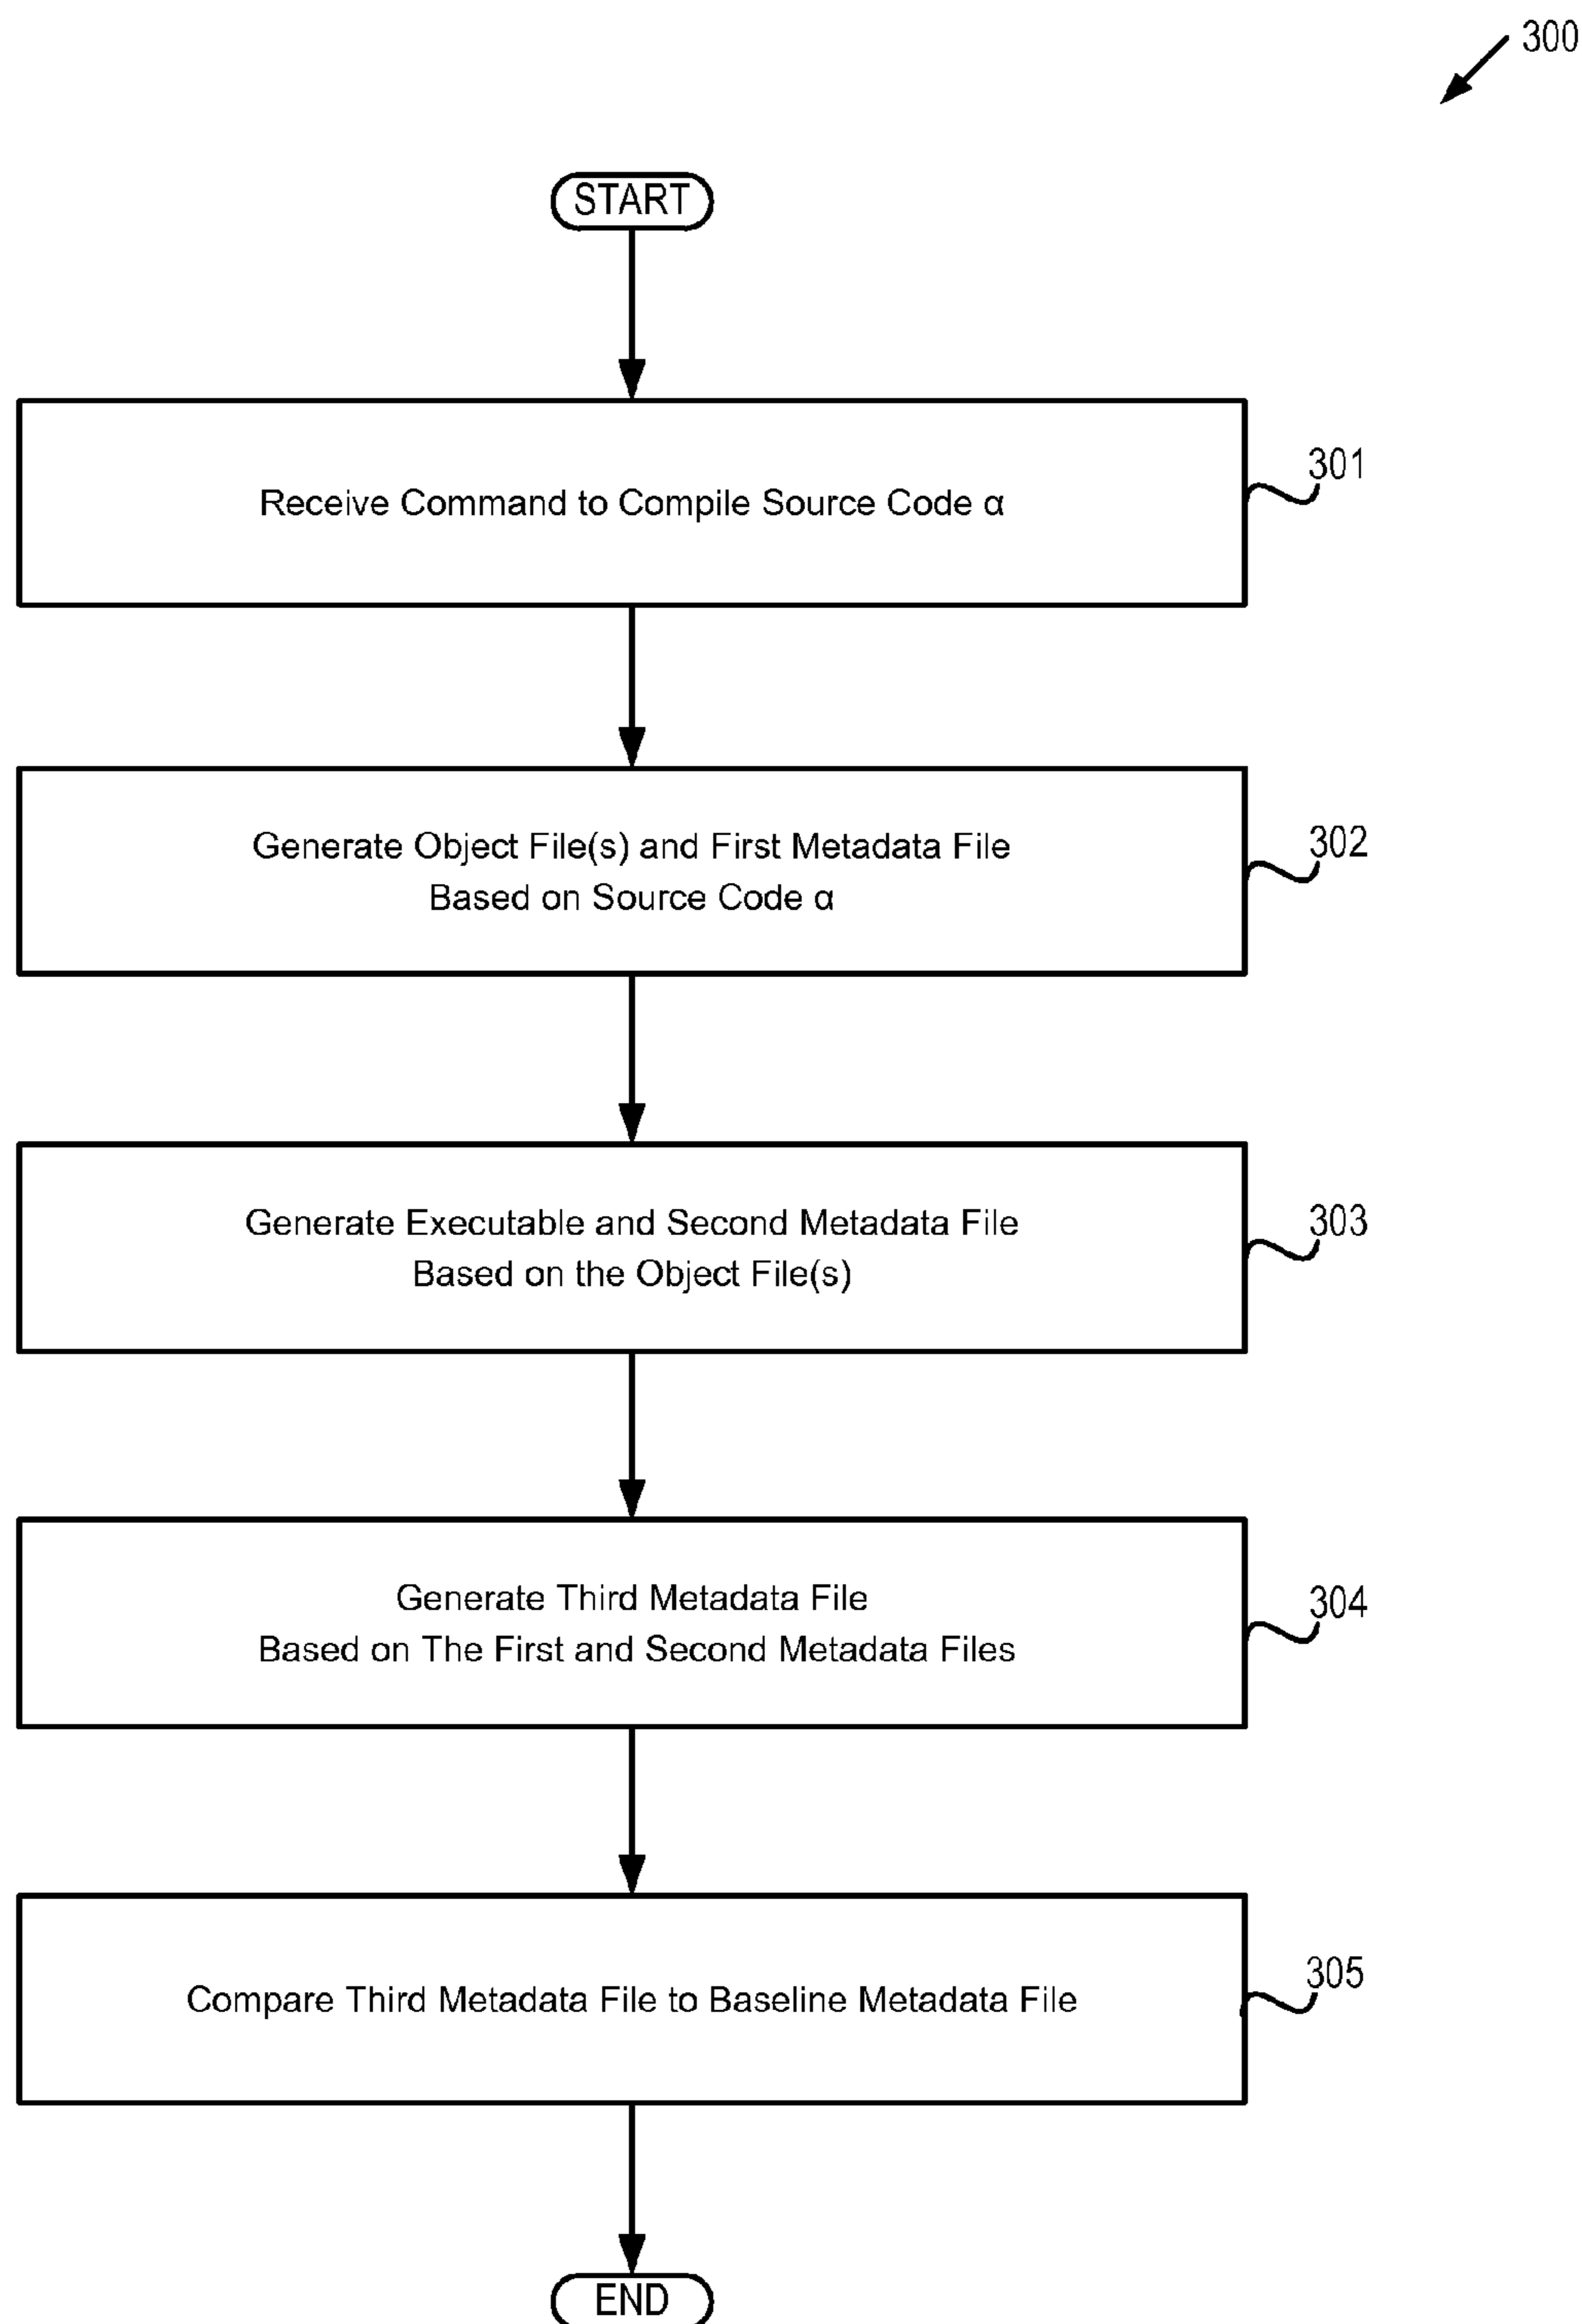 300
START
Receive Command to Compile Source Code α
301
Generate Object File(s) and First Metadata File
Based on Source Code α
302
Generate Executable and Second Metadata File
Based on the Object File(s)
303
Generate Third Metadata File
Based on The First and Second Metadata Files
304
Compare Third Metadata File to Baseline Metadata File
305
END